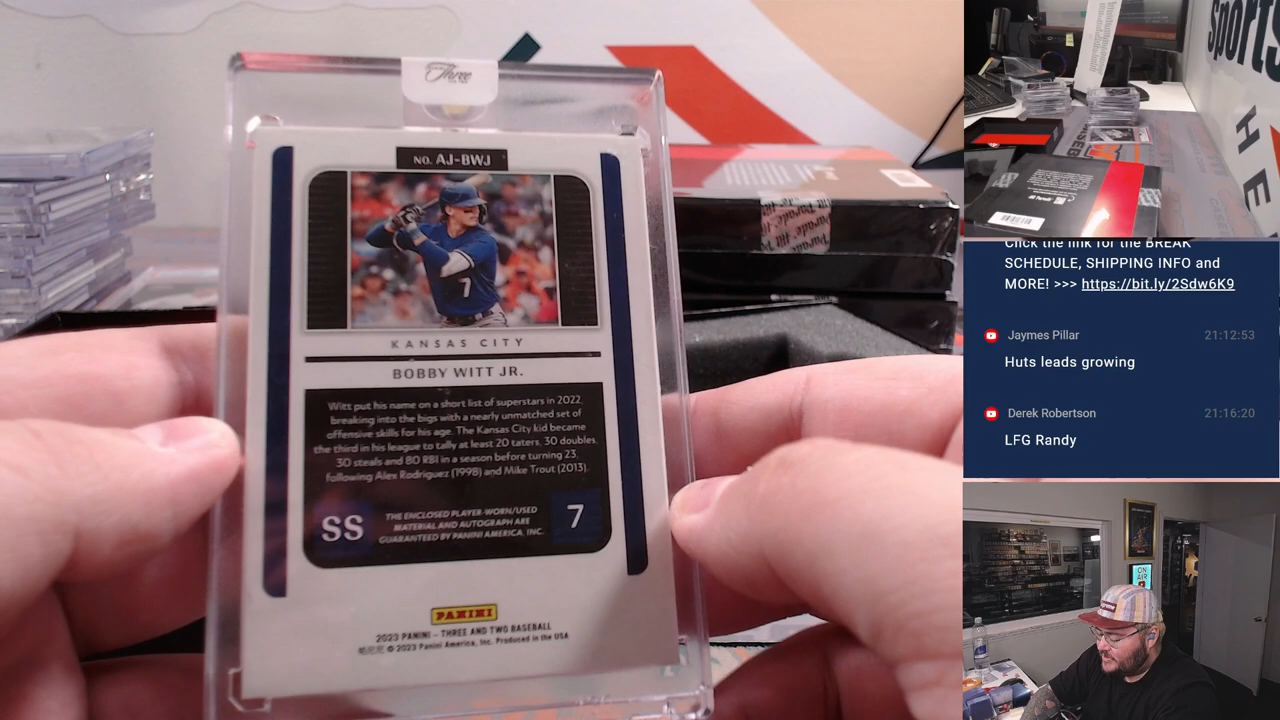 Three
NO. AJ-BWJ
7
KANSAS CITY
BOBBY WITT JR.
Witt put his name on a short list of superstars in 2022,
breaking into the bigs with a nearly unmatched set of
offensive skills for his age. The Kansas City kid became
the third in his league to tally at least 20 taters, 30 doubles,
30 steals and 80 RBI in a season before turning 23,
following Alex Rodriguez (1998) and Mike Trout (2013).
SS
THE ENCLOSED PLAYER-WORN/USED
MATERIAL AND AUTOGRAPH ARE
GUARANTEED BY PANINI AMERICA, INC.
7
PANINI
2023 PANINI – THREE AND TWO BASEBALL
© 2023 Panini America, Inc. Produced in the USA
Hit Parade
Sports
HE
Click the link for the BREAK
SCHEDULE, SHIPPING INFO and
MORE! >>> https://bit.ly/2Sdw6K9
Jaymes Pillar 21:12:53
Huts leads growing
Derek Robertson 21:16:20
LFG Randy
ON
AIR